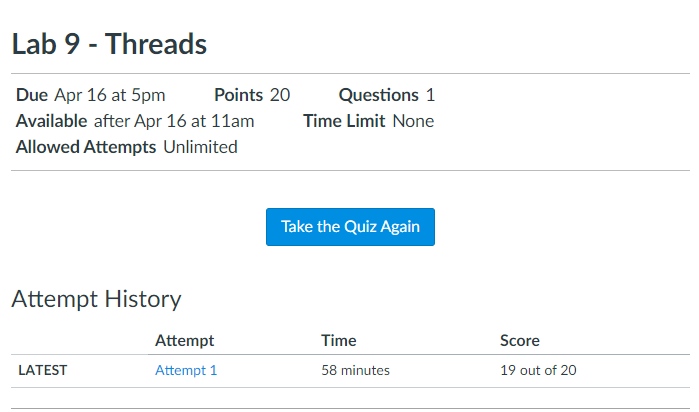 Lab 9 - Threads
Due Apr 16 at 5pm Points 20 Questions 1
Available after Apr 16 at 11am Time Limit None
Allowed Attempts Unlimited
Take the Quiz Again
Attempt History
Attempt Time Score
LATEST Attempt 1 58 minutes 19 out of 20